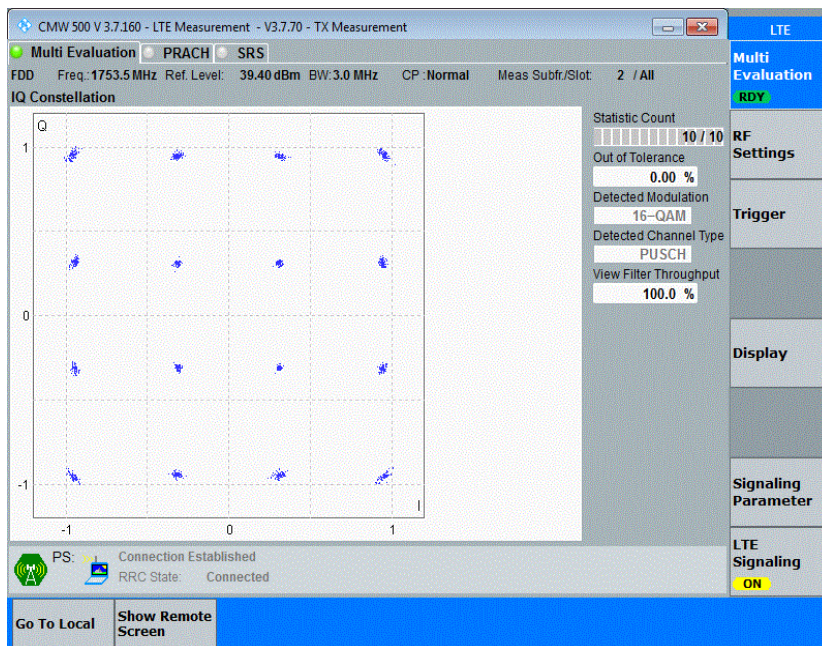 CMW 500 V 3.7.160 - LTE Measurement - V3.7.70 - TX Measurement
LTE
Multi Evaluation PRACH SRS
Multi
Evaluation
RDY
FDD Freq.: 1753.5 MHz Ref. Level: 39.40 dBm BW: 3.0 MHz CP : Normal Meas Subfr./Slot: 2 / All
IQ Constellation
Q
1
0
-1
I
-1 0 1
Statistic Count
10 / 10
Out of Tolerance
0.00 %
Detected Modulation
16-QAM
Detected Channel Type
PUSCH
View Filter Throughput
100.0 %
RF
Settings
Trigger
Display
Signaling
Parameter
LTE
Signaling
ON
PS: Connection Established
RRC State: Connected
Go To Local
Show Remote
Screen